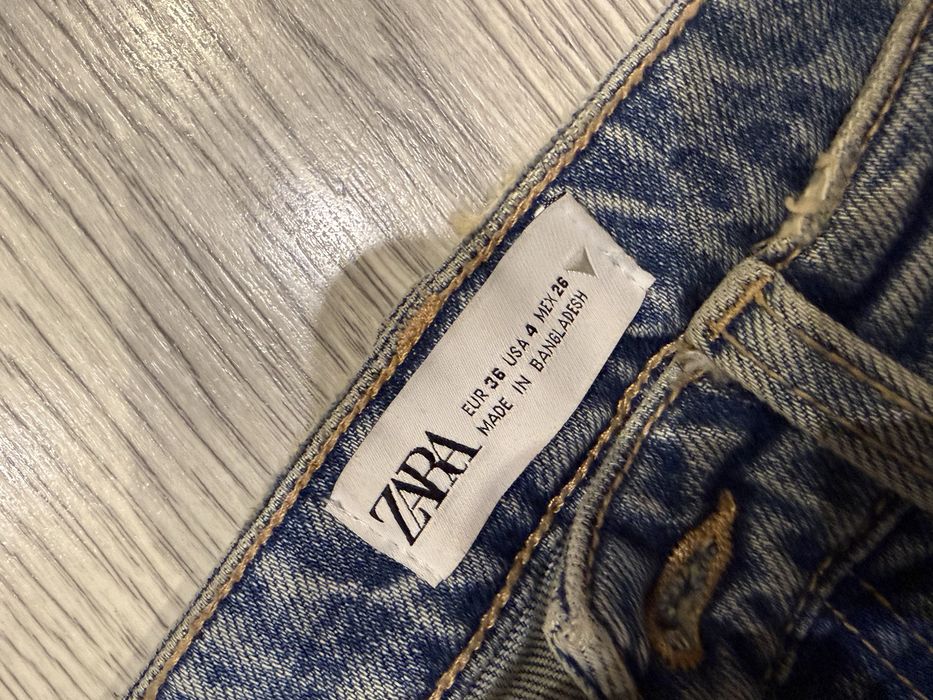 ZARA
EUR 36 USA 4 MEX 26
MADE IN BANGLADESH